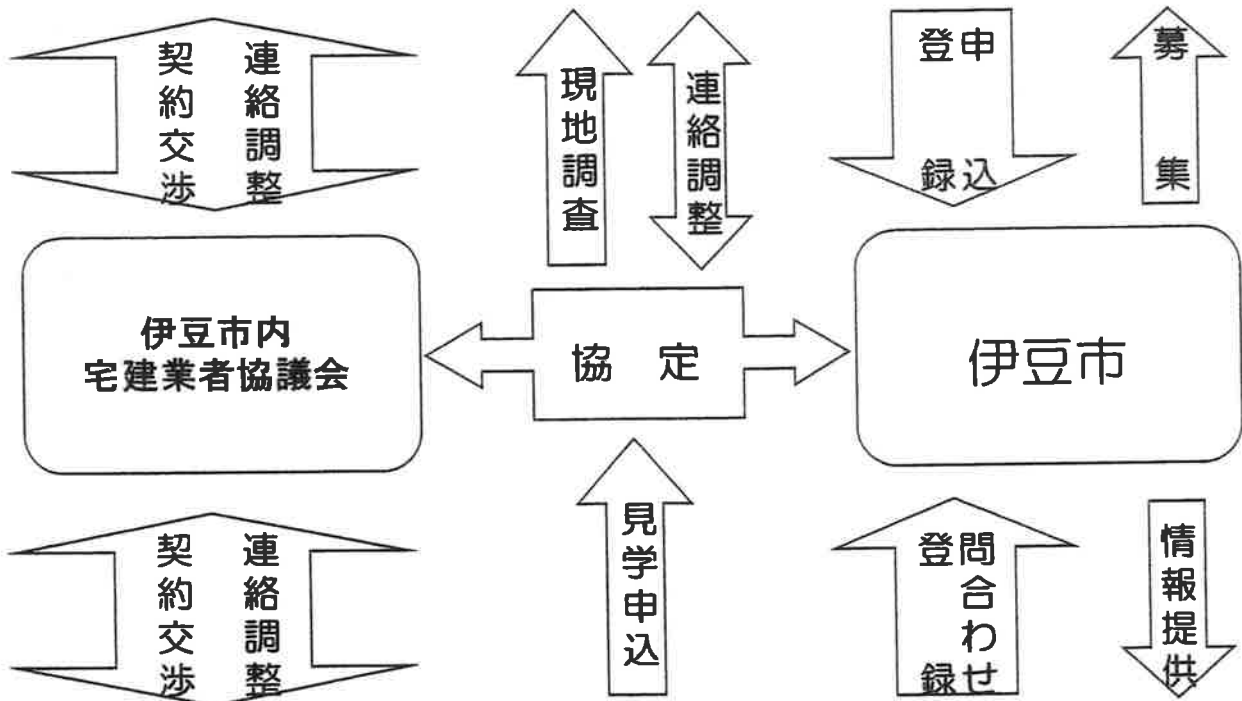 連絡調整
契約交渉
現地調査
連絡調整
申込
登録
募集
伊豆市内
宅建業者協議会
協定
伊豆市
連絡調整
契約交渉
見学申込
問合わせ
登録
情報提供